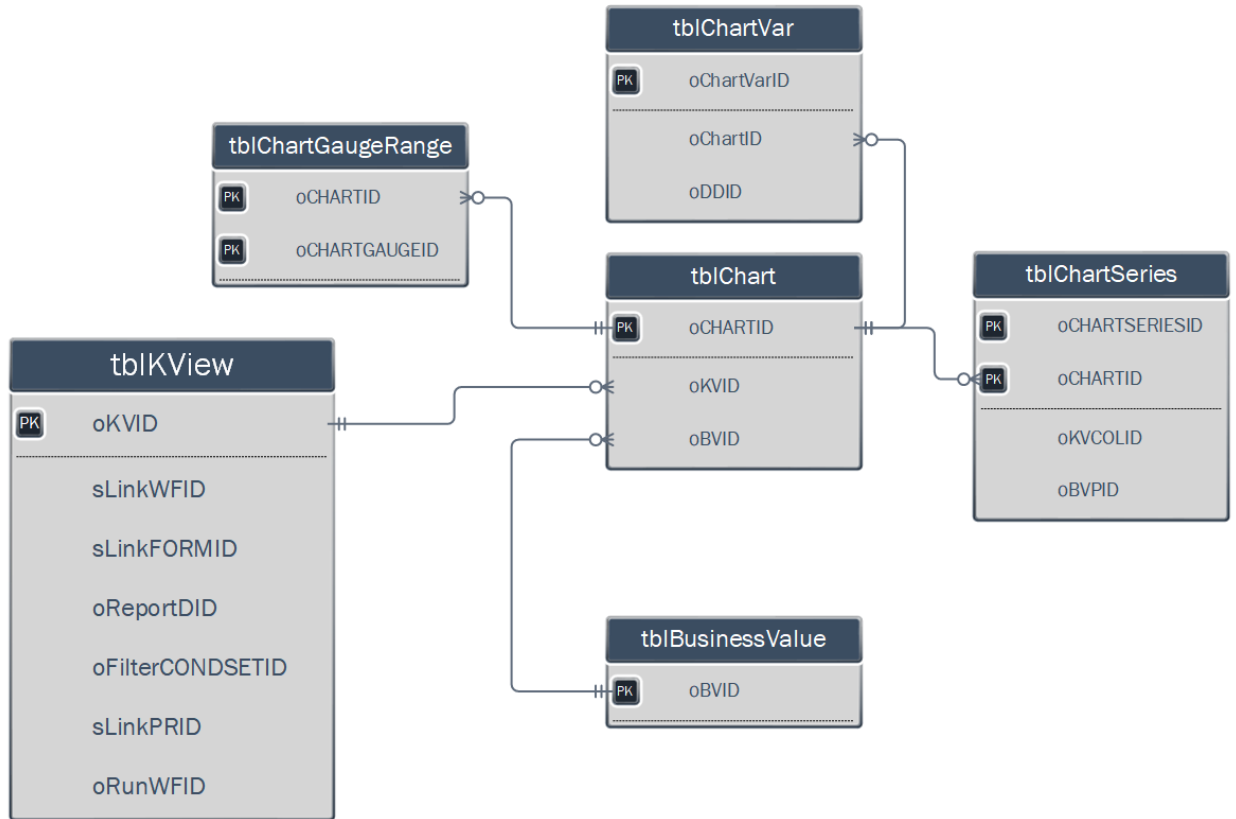 tblChartVar
PK oChartVarID
oChartID
oDDID
tblChartGaugeRange
PK oCHARTID
PK oCHARTGAUGEID
tblChart
PK oCHARTID
oKVID
oBVID
tblChartSeries
PK oCHARTSERIESID
PK oCHARTID
oKVCOLID
oBVPID
tblKView
PK oKVID
sLinkWFID
sLinkFORMID
oReportDID
oFilterCONDSETID
sLinkPRID
oRunWFID
tblBusinessValue
PK oBVID